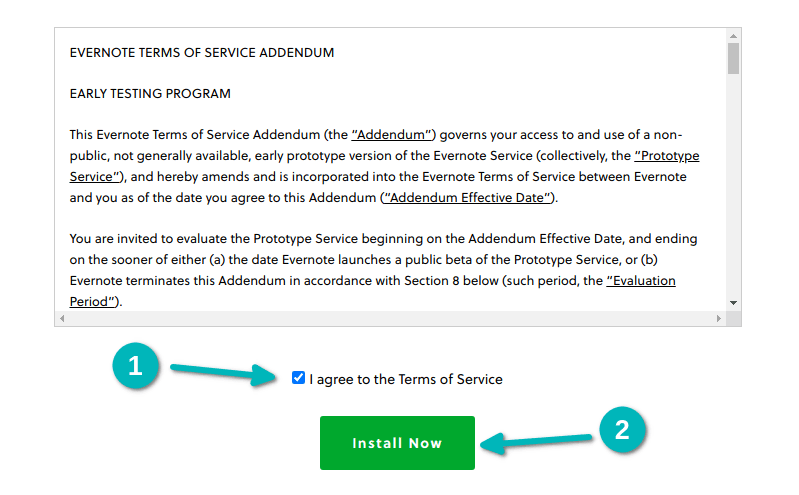 EVERNOTE TERMS OF SERVICE ADDENDUM
EARLY TESTING PROGRAM
This Evernote Terms of Service Addendum (the “Addendum”) governs your access to and use of a non-
public, not generally available, early prototype version of the Evernote Service (collectively, the “Prototype
Service”), and hereby amends and is incorporated into the Evernote Terms of Service between Evernote
and you as of the date you agree to this Addendum (“Addendum Effective Date”).
You are invited to evaluate the Prototype Service beginning on the Addendum Effective Date, and ending
on the sooner of either (a) the date Evernote launches a public beta of the Prototype Service, or (b)
Evernote terminates this Addendum in accordance with Section 8 below (such period, the “Evaluation
Period”).
1
I agree to the Terms of Service
Install Now
2